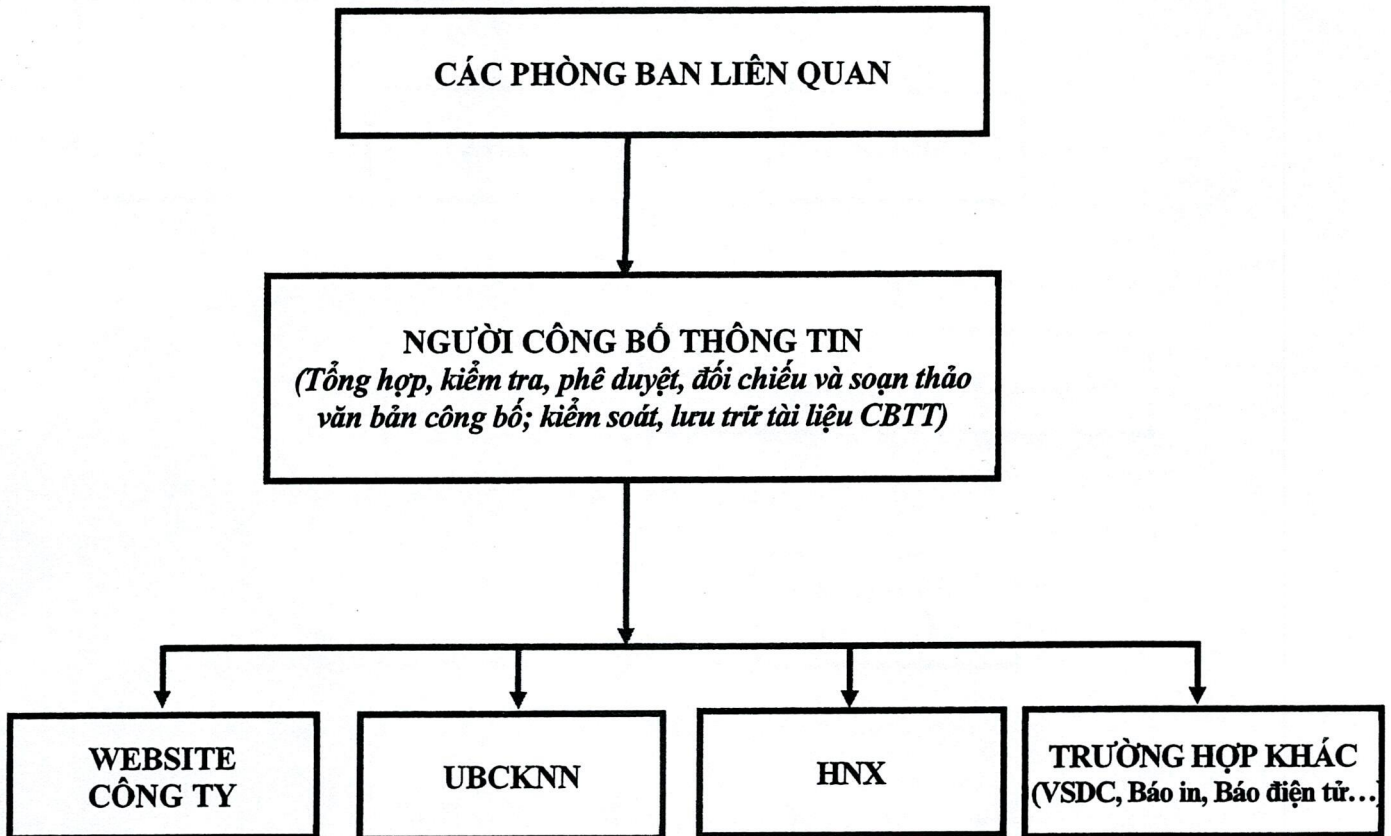 CÁC PHÒNG BAN LIÊN QUAN
NGƯỜI CÔNG BỐ THÔNG TIN
(Tổng hợp, kiểm tra, phê duyệt, đối chiếu và soạn thảo
văn bản công bố; kiểm soát, lưu trữ tài liệu CBTT)
WEBSITE
CÔNG TY
UBCKNN
HNX
TRƯỜNG HỢP KHÁC
(VSDC, Báo in, Báo điện tử...)